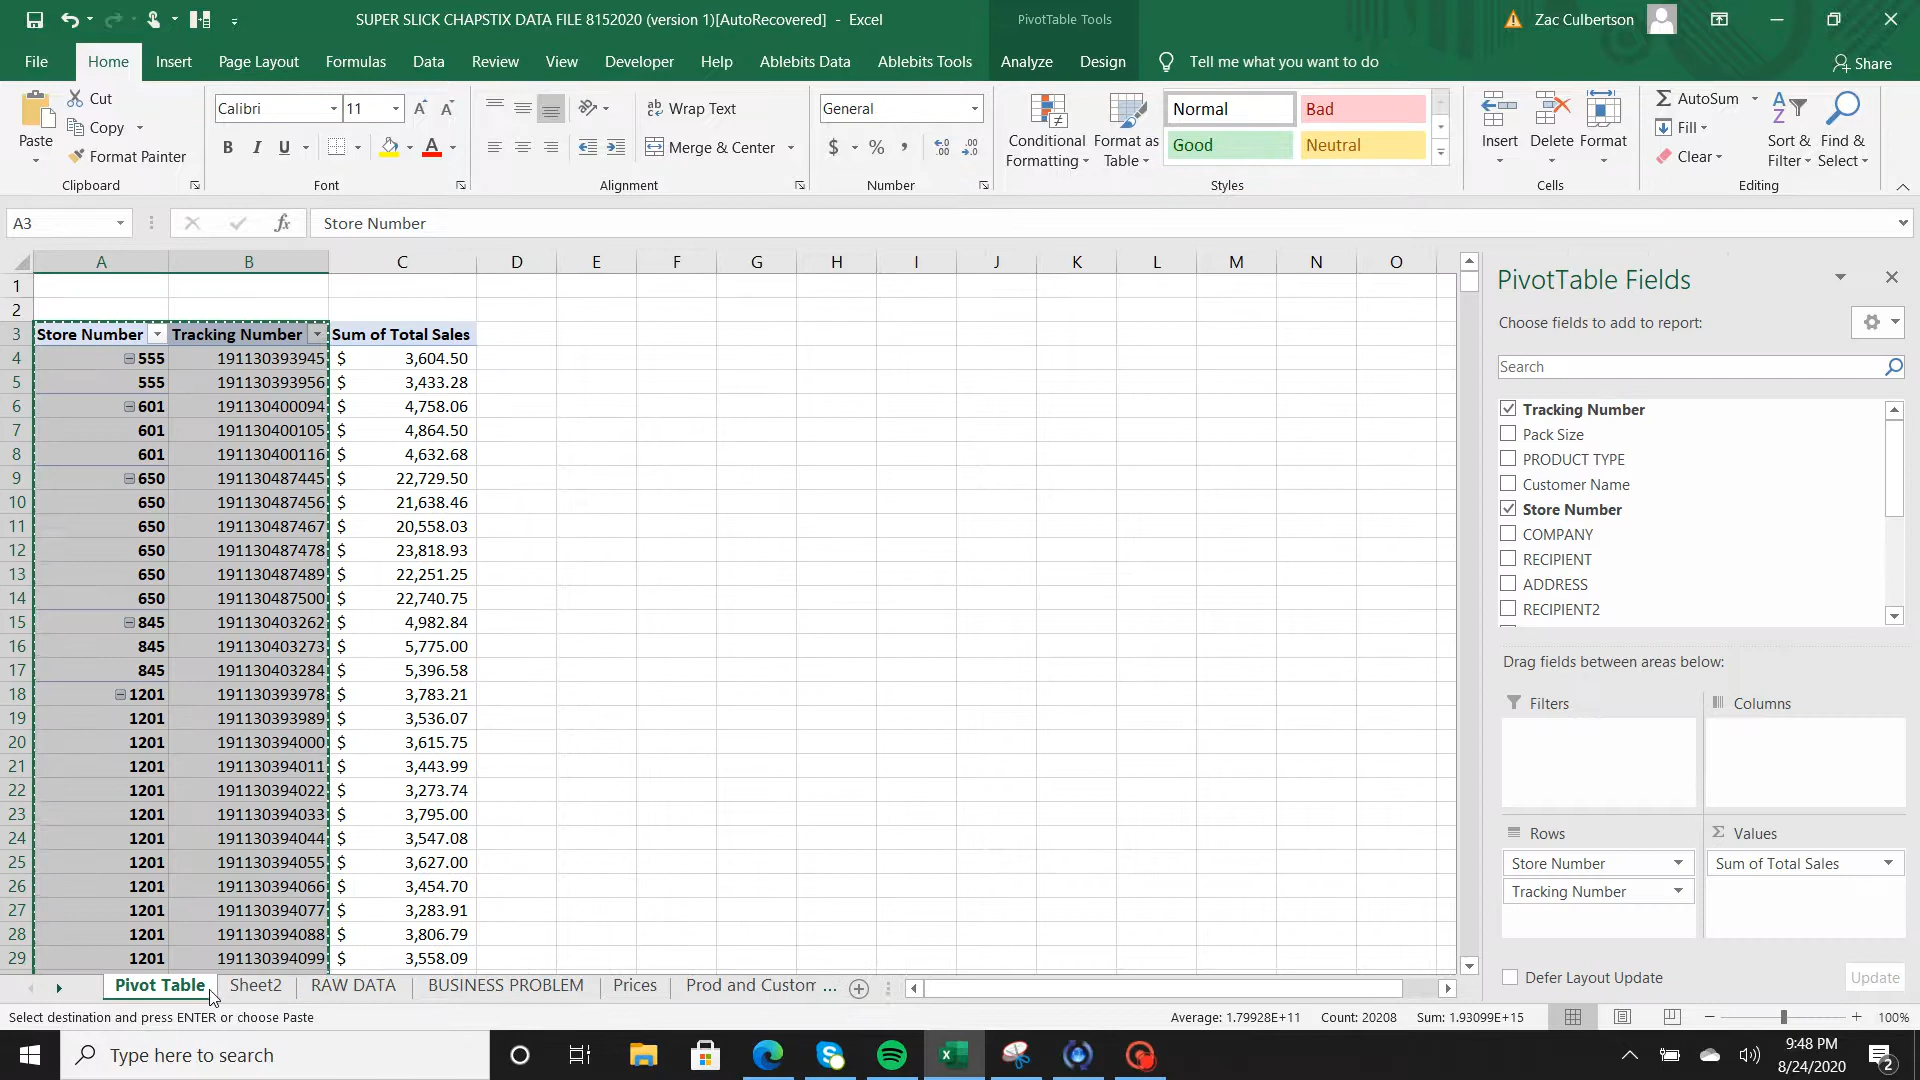 SUPER SLICK CHAPSTIX DATA FILE 8152020 (version 1)[AutoRecovered] - Excel
PivotTable Tools
Zac Culbertson
File Home Insert Page Layout Formulas Data Review View Developer Help Ablebits Data Ablebits Tools Analyze Design Tell me what you want to do Share
Paste Cut Copy Format Painter Clipboard
Calibri 11 B I U A Font
Wrap Text Merge & Center Alignment
General $ % , Number
Conditional Formatting Format as Table Normal Bad Good Neutral Styles
Insert Delete Format Cells
AutoSum Fill Clear Sort & Filter Find & Select Editing
A3 fx Store Number
A B C D E F G H I J K L M N O
1
2
3 Store Number Tracking Number Sum of Total Sales
4 555 191130393945 $ 3,604.50
5 555 191130393956 $ 3,433.28
6 601 191130400094 $ 4,758.06
7 601 191130400105 $ 4,864.50
8 601 191130400116 $ 4,632.68
9 650 191130487445 $ 22,729.50
10 650 191130487456 $ 21,638.46
11 650 191130487467 $ 20,558.03
12 650 191130487478 $ 23,818.93
13 650 191130487489 $ 22,251.25
14 650 191130487500 $ 22,740.75
15 845 191130403262 $ 4,982.84
16 845 191130403273 $ 5,775.00
17 845 191130403284 $ 5,396.58
18 1201 191130393978 $ 3,783.21
19 1201 191130393989 $ 3,536.07
20 1201 191130394000 $ 3,615.75
21 1201 191130394011 $ 3,443.99
22 1201 191130394022 $ 3,273.74
23 1201 191130394033 $ 3,795.00
24 1201 191130394044 $ 3,547.08
25 1201 191130394055 $ 3,627.00
26 1201 191130394066 $ 3,454.70
27 1201 191130394077 $ 3,283.91
28 1201 191130394088 $ 3,806.79
29 1201 191130394099 $ 3,558.09
PivotTable Fields
Choose fields to add to report:
Search
Tracking Number
Pack Size
PRODUCT TYPE
Customer Name
Store Number
COMPANY
RECIPIENT
ADDRESS
RECIPIENT2
Drag fields between areas below:
Filters Columns
Rows Values
Store Number Sum of Total Sales
Tracking Number
Defer Layout Update Update
Pivot Table Sheet2 RAW DATA BUSINESS PROBLEM Prices Prod and Custom ...
Select destination and press ENTER or choose Paste Average: 1.79928E+11 Count: 20208 Sum: 1.93099E+15 100%
Type here to search
9:48 PM
8/24/2020
2